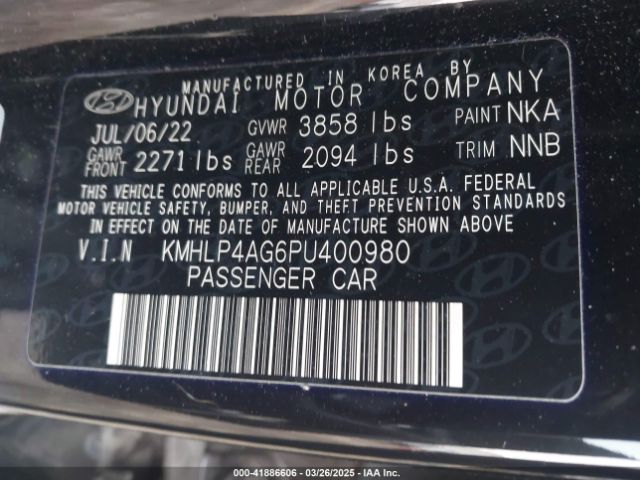 MANUFACTURED IN KOREA BY
HYUNDAI MOTOR COMPANY
JUL/06/22 GVWR 3858 lbs PAINT NKA
GAWR FRONT 2271 lbs GAWR REAR 2094 lbs TRIM NNB
THIS VEHICLE CONFORMS TO ALL APPLICABLE U.S.A. FEDERAL
MOTOR VEHICLE SAFETY, BUMPER, AND THEFT PREVENTION STANDARDS
IN EFFECT ON THE DATE OF MANUFACTURE SHOWN ABOVE
V.I.N KMHLP4AG6PU400980
PASSENGER CAR
000-41886606 — 03/26/2025 — IAA, Inc.